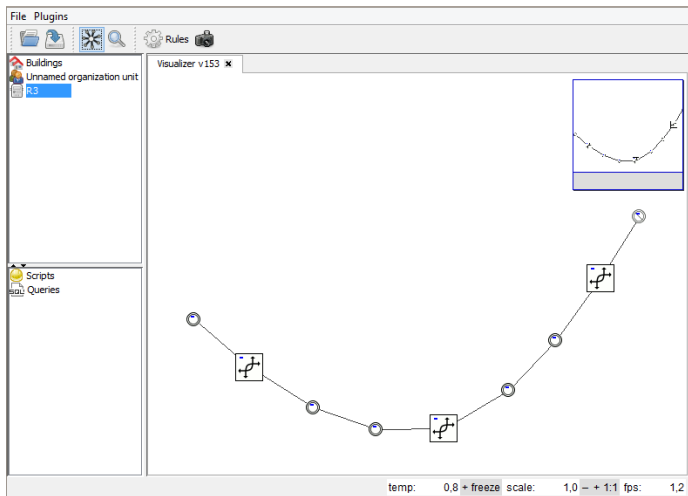 File Plugins
Rules
Buildings
Unnamed organization unit
R3
Visualizer v153 ✖
Scripts
SQL Queries
temp: 0,8 + freeze scale: 1,0 – + 1:1 fps: 1,2